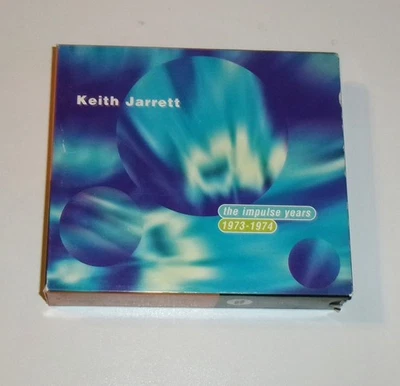 Keith Jarrett
the impulse years
1973-1974